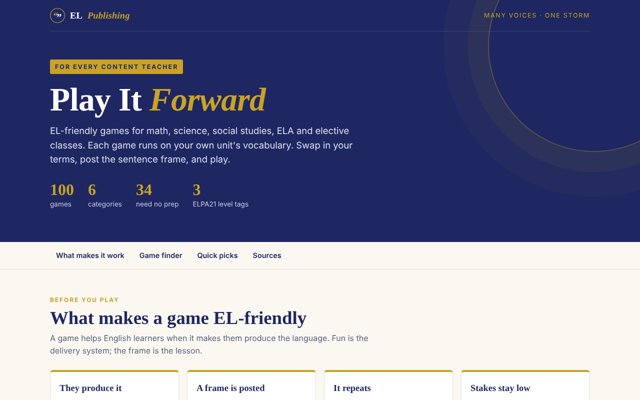 EL Publishing
MANY VOICES · ONE STORM
FOR EVERY CONTENT TEACHER
Play It Forward
EL-friendly games for math, science, social studies, ELA and elective
classes. Each game runs on your own unit's vocabulary. Swap in your
terms, post the sentence frame, and play.
100 6 34 3
games categories need no prep ELPA21 level tags
What makes it work Game finder Quick picks Sources
BEFORE YOU PLAY
What makes a game EL-friendly
A game helps English learners when it makes them produce the language. Fun is the
delivery system; the frame is the lesson.
They produce it A frame is posted It repeats Stakes stay low